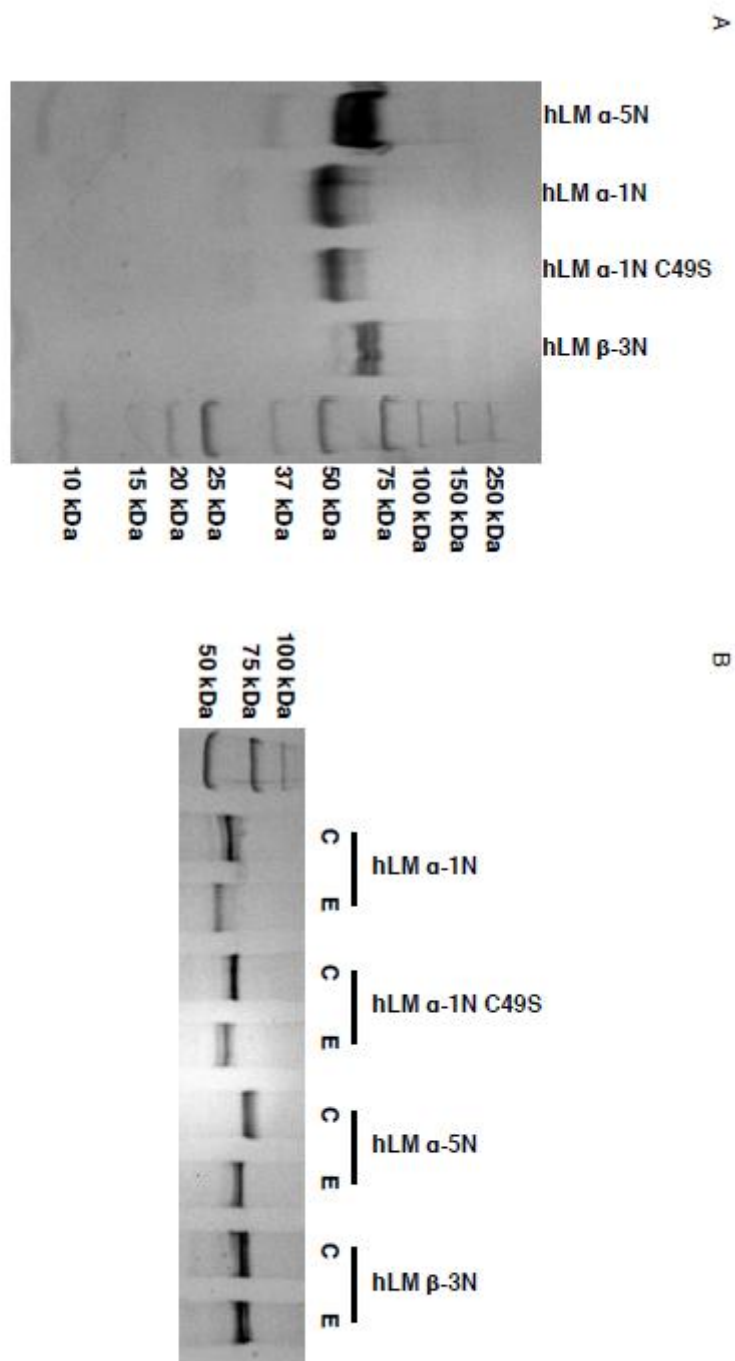 A
hLM α-5N
hLM α-1N
hLM α-1N C49S
hLM β-3N
10 kDa
15 kDa
20 kDa
25 kDa
37 kDa
50 kDa
75 kDa
100 kDa
150 kDa
250 kDa
B
100 kDa
75 kDa
50 kDa
C
E
hLM α-1N
C
E
hLM α-1N C49S
C
E
hLM α-5N
C
E
hLM β-3N